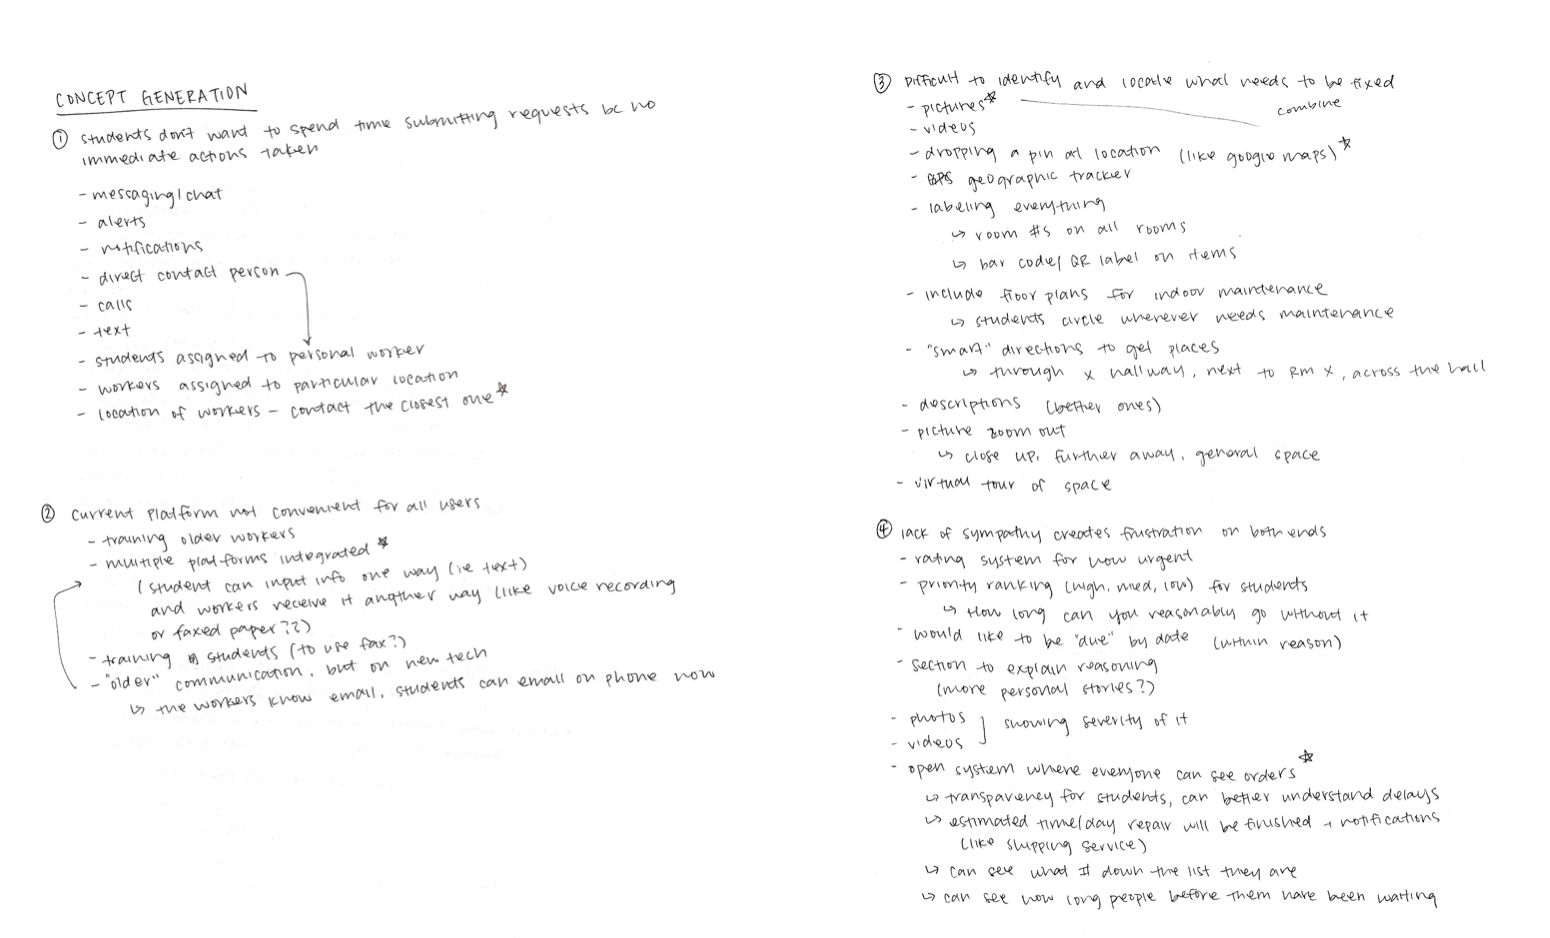 CONCEPT GENERATION
① students don't want to spend time submitting requests bc no
immediate actions taken
- messaging/chat
- alerts
- notifications
- direct contact person
- calls
- text
- students assigned to personal worker
- workers assigned to particular location
- location of workers - contact the closest one ☆
② current platform not convenient for all users
- training older workers
- multiple platforms integrated ☆
(student can input info one way (ie text)
and workers receive it another way (like voice recording
or faxed paper??)
- training students (to use fax?)
- "older" communication, but on new tech
↳ the workers know email, students can email on phone now
③ Difficult to identify and locate what needs to be fixed
- pictures ☆
combine
- videos
- dropping a pin at location (like google maps) ☆
- geographic tracker
- labeling everything
↳ room #s on all rooms
↳ bar code/QR label on items
- include floor plans for indoor maintenance
↳ students circle wherever needs maintenance
- "smart" directions to get places
↳ through x hallway, next to Rm x, across the hall
- descriptions (better ones)
- picture zoom out
↳ close up, further away, general space
- virtual tour of space
④ lack of sympathy creates frustration on both ends
- rating system for how urgent
- priority ranking (high, med, low) for students
↳ How long can you reasonably go without it
- would like to be "due" by date (within reason)
- section to explain reasoning
(more personal stories?)
- photos
- videos
showing severity of it
- open system where everyone can see orders ☆
↳ transparency for students, can better understand delays
↳ estimated time/day repair will be finished + notifications
(like shipping service)
↳ can see what # down the list they are
↳ can see how long people before them have been waiting